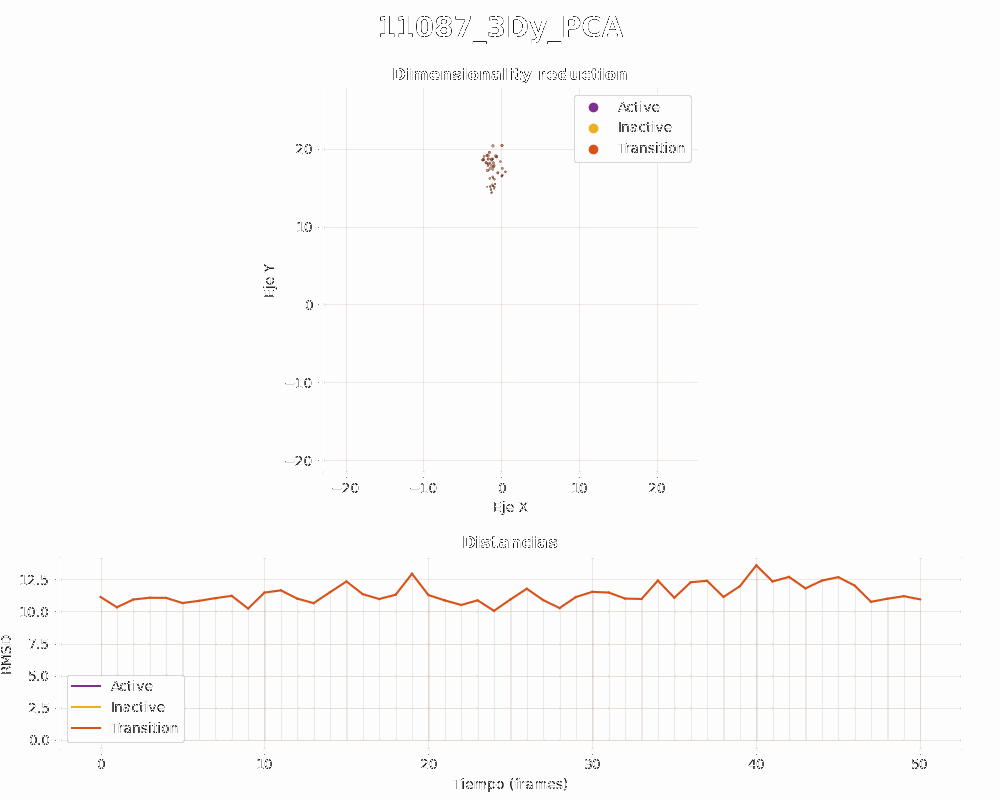 11087_3Dy_PCA
Dimensionality reduction
Active
Inactive
Transition
20
10
0
−10
−20
Eje Y
−20 −10 0 10 20
Eje X
Distancias
12.5
10.0
7.5
5.0
2.5
0.0
RMSD
Active
Inactive
Transition
0 10 20 30 40 50
Tiempo (frames)